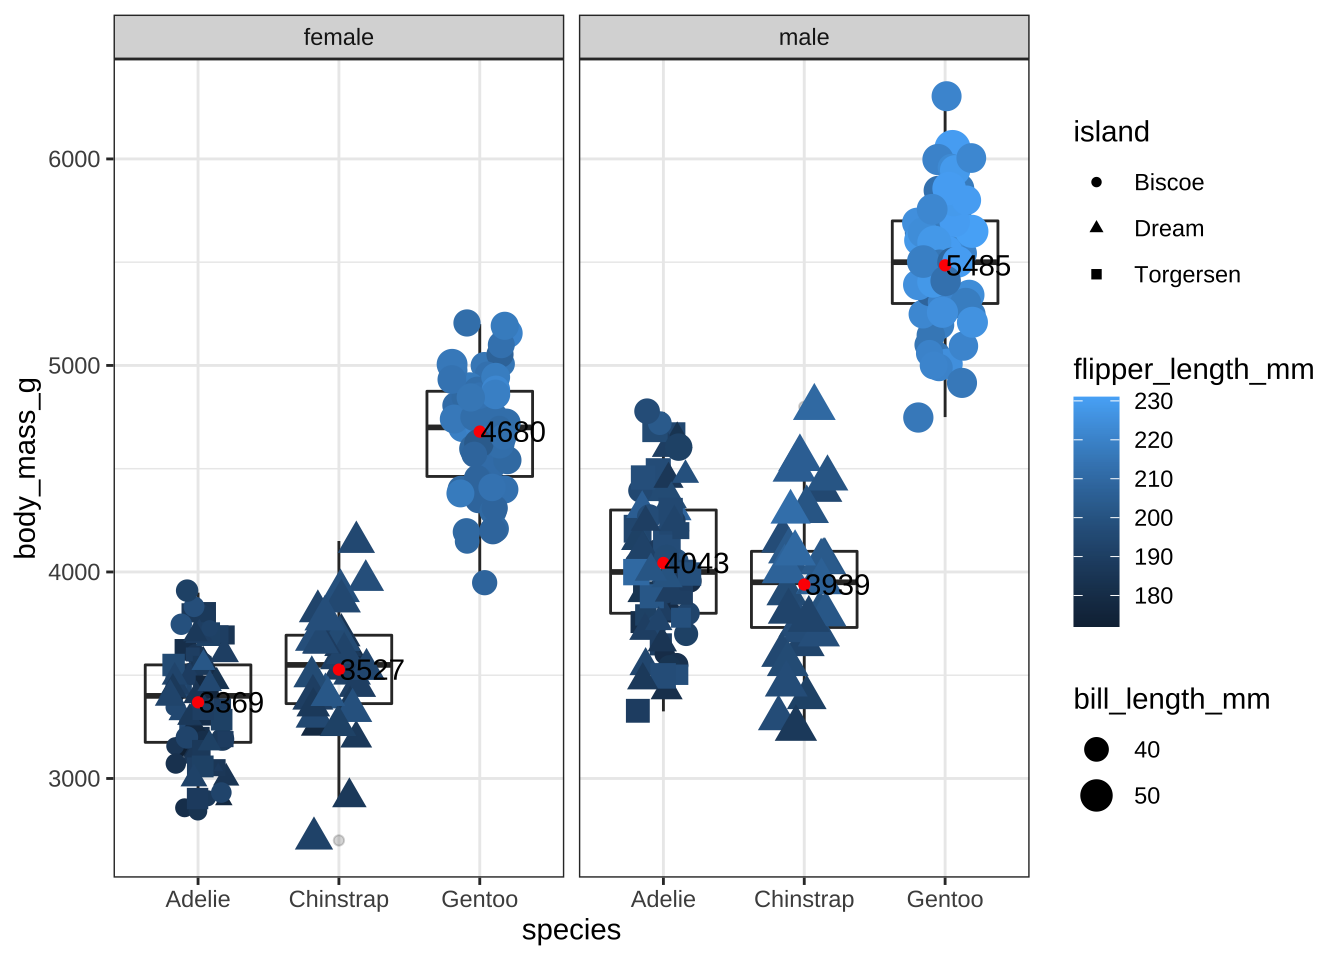 female
male
body_mass_g
6000
5000
4000
3000
3369
3527
4680
4043
3939
5485
Adelie
Chinstrap
Gentoo
Adelie
Chinstrap
Gentoo
species
island
Biscoe
Dream
Torgersen
flipper_length_mm
230
220
210
200
190
180
bill_length_mm
40
50